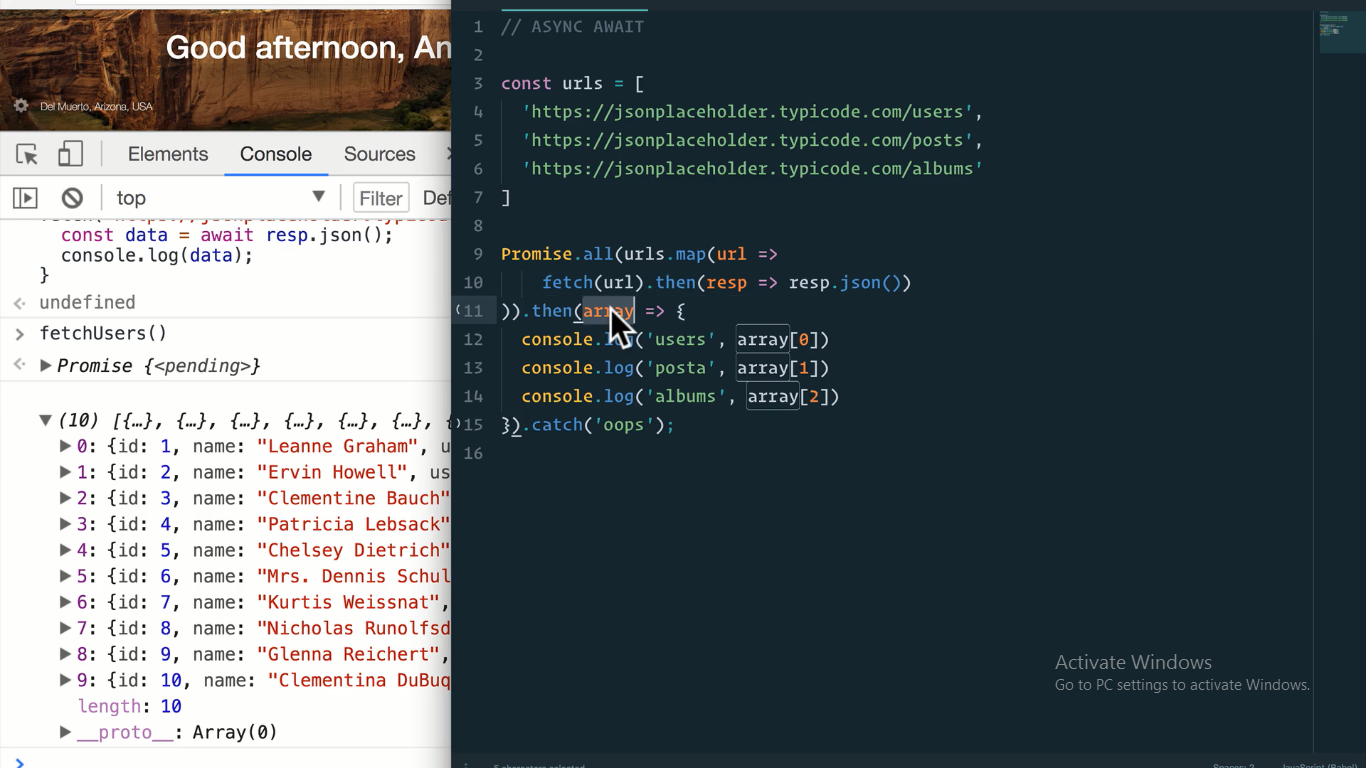 Good afternoon, An
Del Muerto, Arizona, USA
Elements Console Sources
top Filter Def
const data = await resp.json();
console.log(data);
}
undefined
fetchUsers()
Promise {<pending>}
(10) [{…}, {…}, {…}, {…}, {…}, {…},
0: {id: 1, name: "Leanne Graham", u
1: {id: 2, name: "Ervin Howell", us
2: {id: 3, name: "Clementine Bauch"
3: {id: 4, name: "Patricia Lebsack"
4: {id: 5, name: "Chelsey Dietrich"
5: {id: 6, name: "Mrs. Dennis Schul
6: {id: 7, name: "Kurtis Weissnat",
7: {id: 8, name: "Nicholas Runolfsd
8: {id: 9, name: "Glenna Reichert",
9: {id: 10, name: "Clementina DuBuq
length: 10
__proto__: Array(0)
1 // ASYNC AWAIT
2
3 const urls = [
4 'https://jsonplaceholder.typicode.com/users',
5 'https://jsonplaceholder.typicode.com/posts',
6 'https://jsonplaceholder.typicode.com/albums'
7 ]
8
9 Promise.all(urls.map(url =>
10 fetch(url).then(resp => resp.json())
11 )).then(array => {
12 console.log('users', array[0])
13 console.log('posta', array[1])
14 console.log('albums', array[2])
15 }).catch('oops');
16
Activate Windows
Go to PC settings to activate Windows.